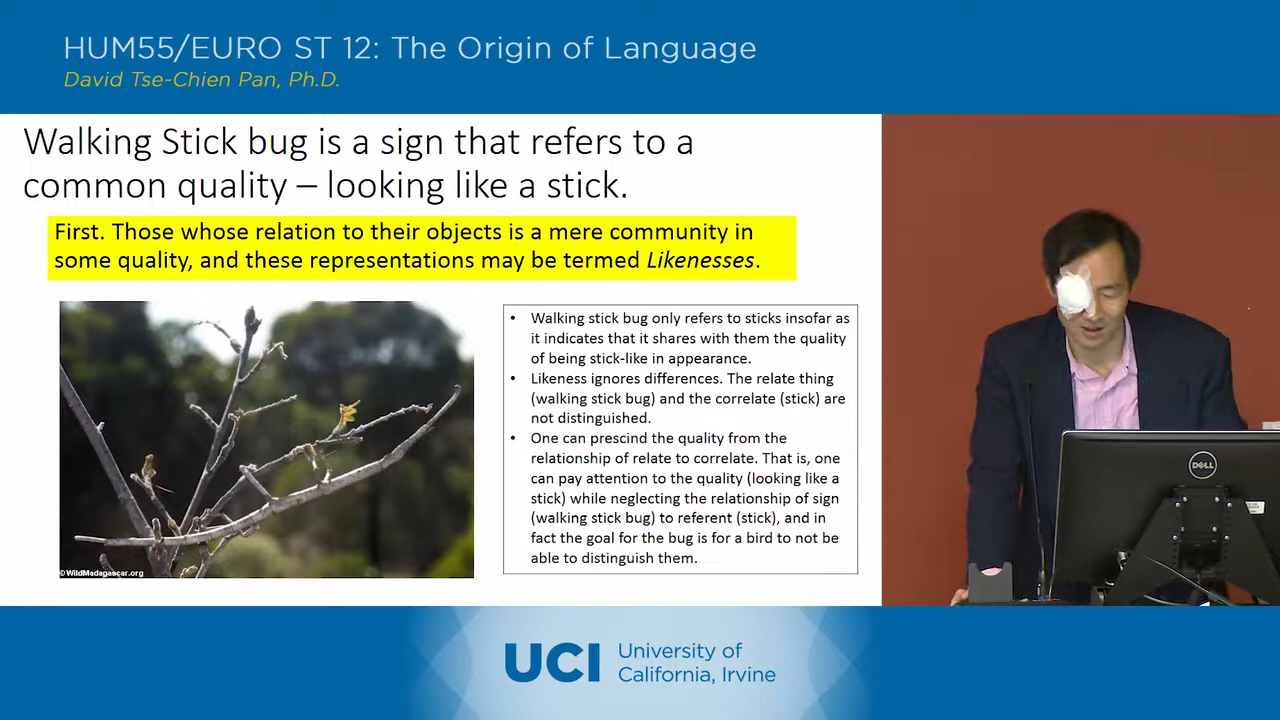 HUM55/EURO ST 12: The Origin of Language
David Tse-Chien Pan, Ph.D.
Walking Stick bug is a sign that refers to a
common quality – looking like a stick.
First. Those whose relation to their objects is a mere community in
some quality, and these representations may be termed Likenesses.
• Walking stick bug only refers to sticks insofar as
it indicates that it shares with them the quality
of being stick-like in appearance.
• Likeness ignores differences. The relate thing
(walking stick bug) and the correlate (stick) are
not distinguished.
• One can prescind the quality from the
relationship of relate to correlate. That is, one
can pay attention to the quality (looking like a
stick) while neglecting the relationship of sign
(walking stick bug) to referent (stick), and in
fact the goal for the bug is for a bird to not be
able to distinguish them.
©WildMadagascar.org
DELL
UCI
University of
California, Irvine